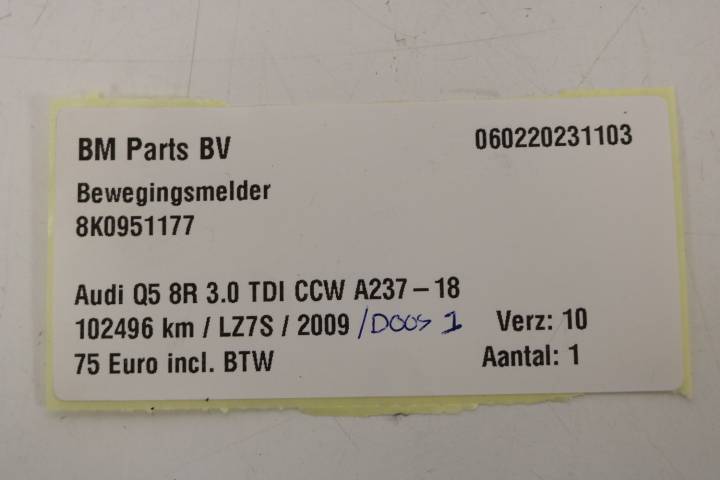 BM Parts BV 060220231103
Bewegingsmelder
8K0951177
Audi Q5 8R 3.0 TDI CCW A237-18
102496 km / LZ7S / 2009 /DOOS 1 Verz: 10
75 Euro incl. BTW Aantal: 1